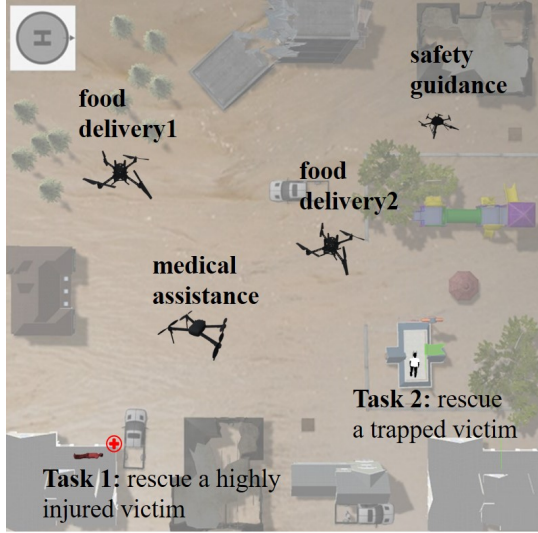 H
safety
guidance
food
delivery1
food
delivery2
medical
assistance
Task 2: rescue
a trapped victim
Task 1: rescue a highly
injured victim